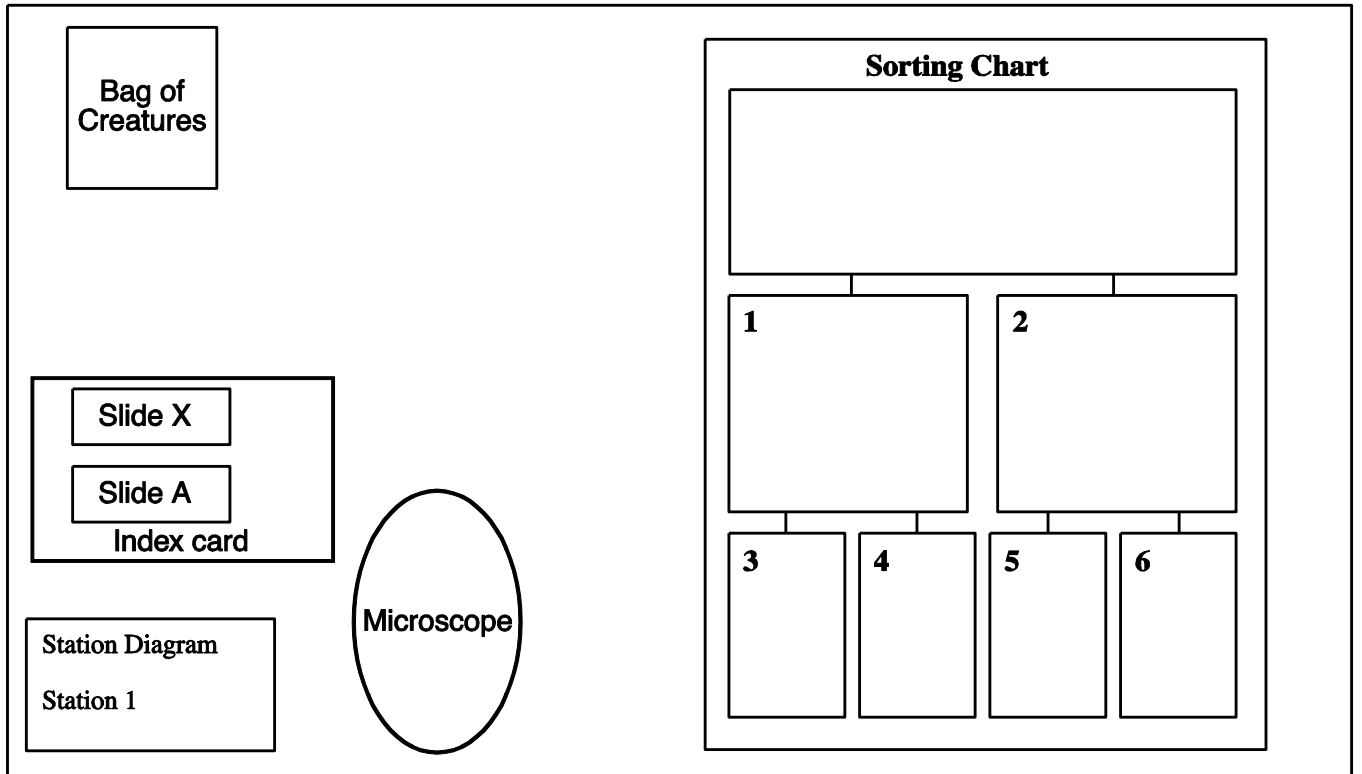 Bag of
Creatures
Slide X
Slide A
Index card
Station Diagram
Station 1
Microscope
Sorting Chart
1
2
3
4
5
6